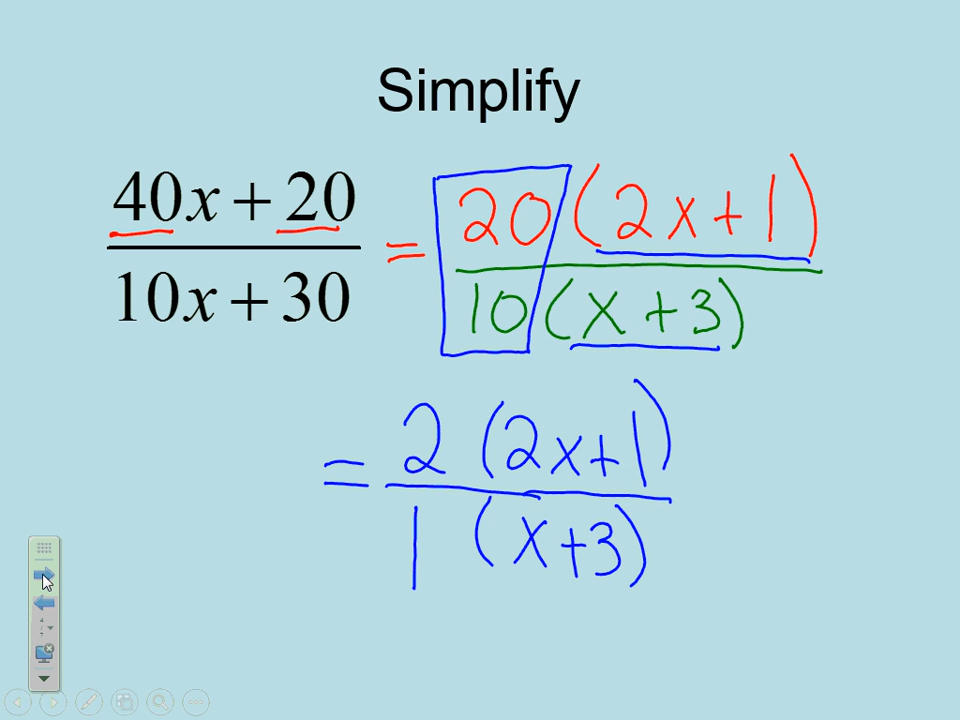 Simplify
40x + 20 = 20 (2x + 1)
10x + 30 10 (x + 3)
= 2 (2x + 1)
1 (x + 3)